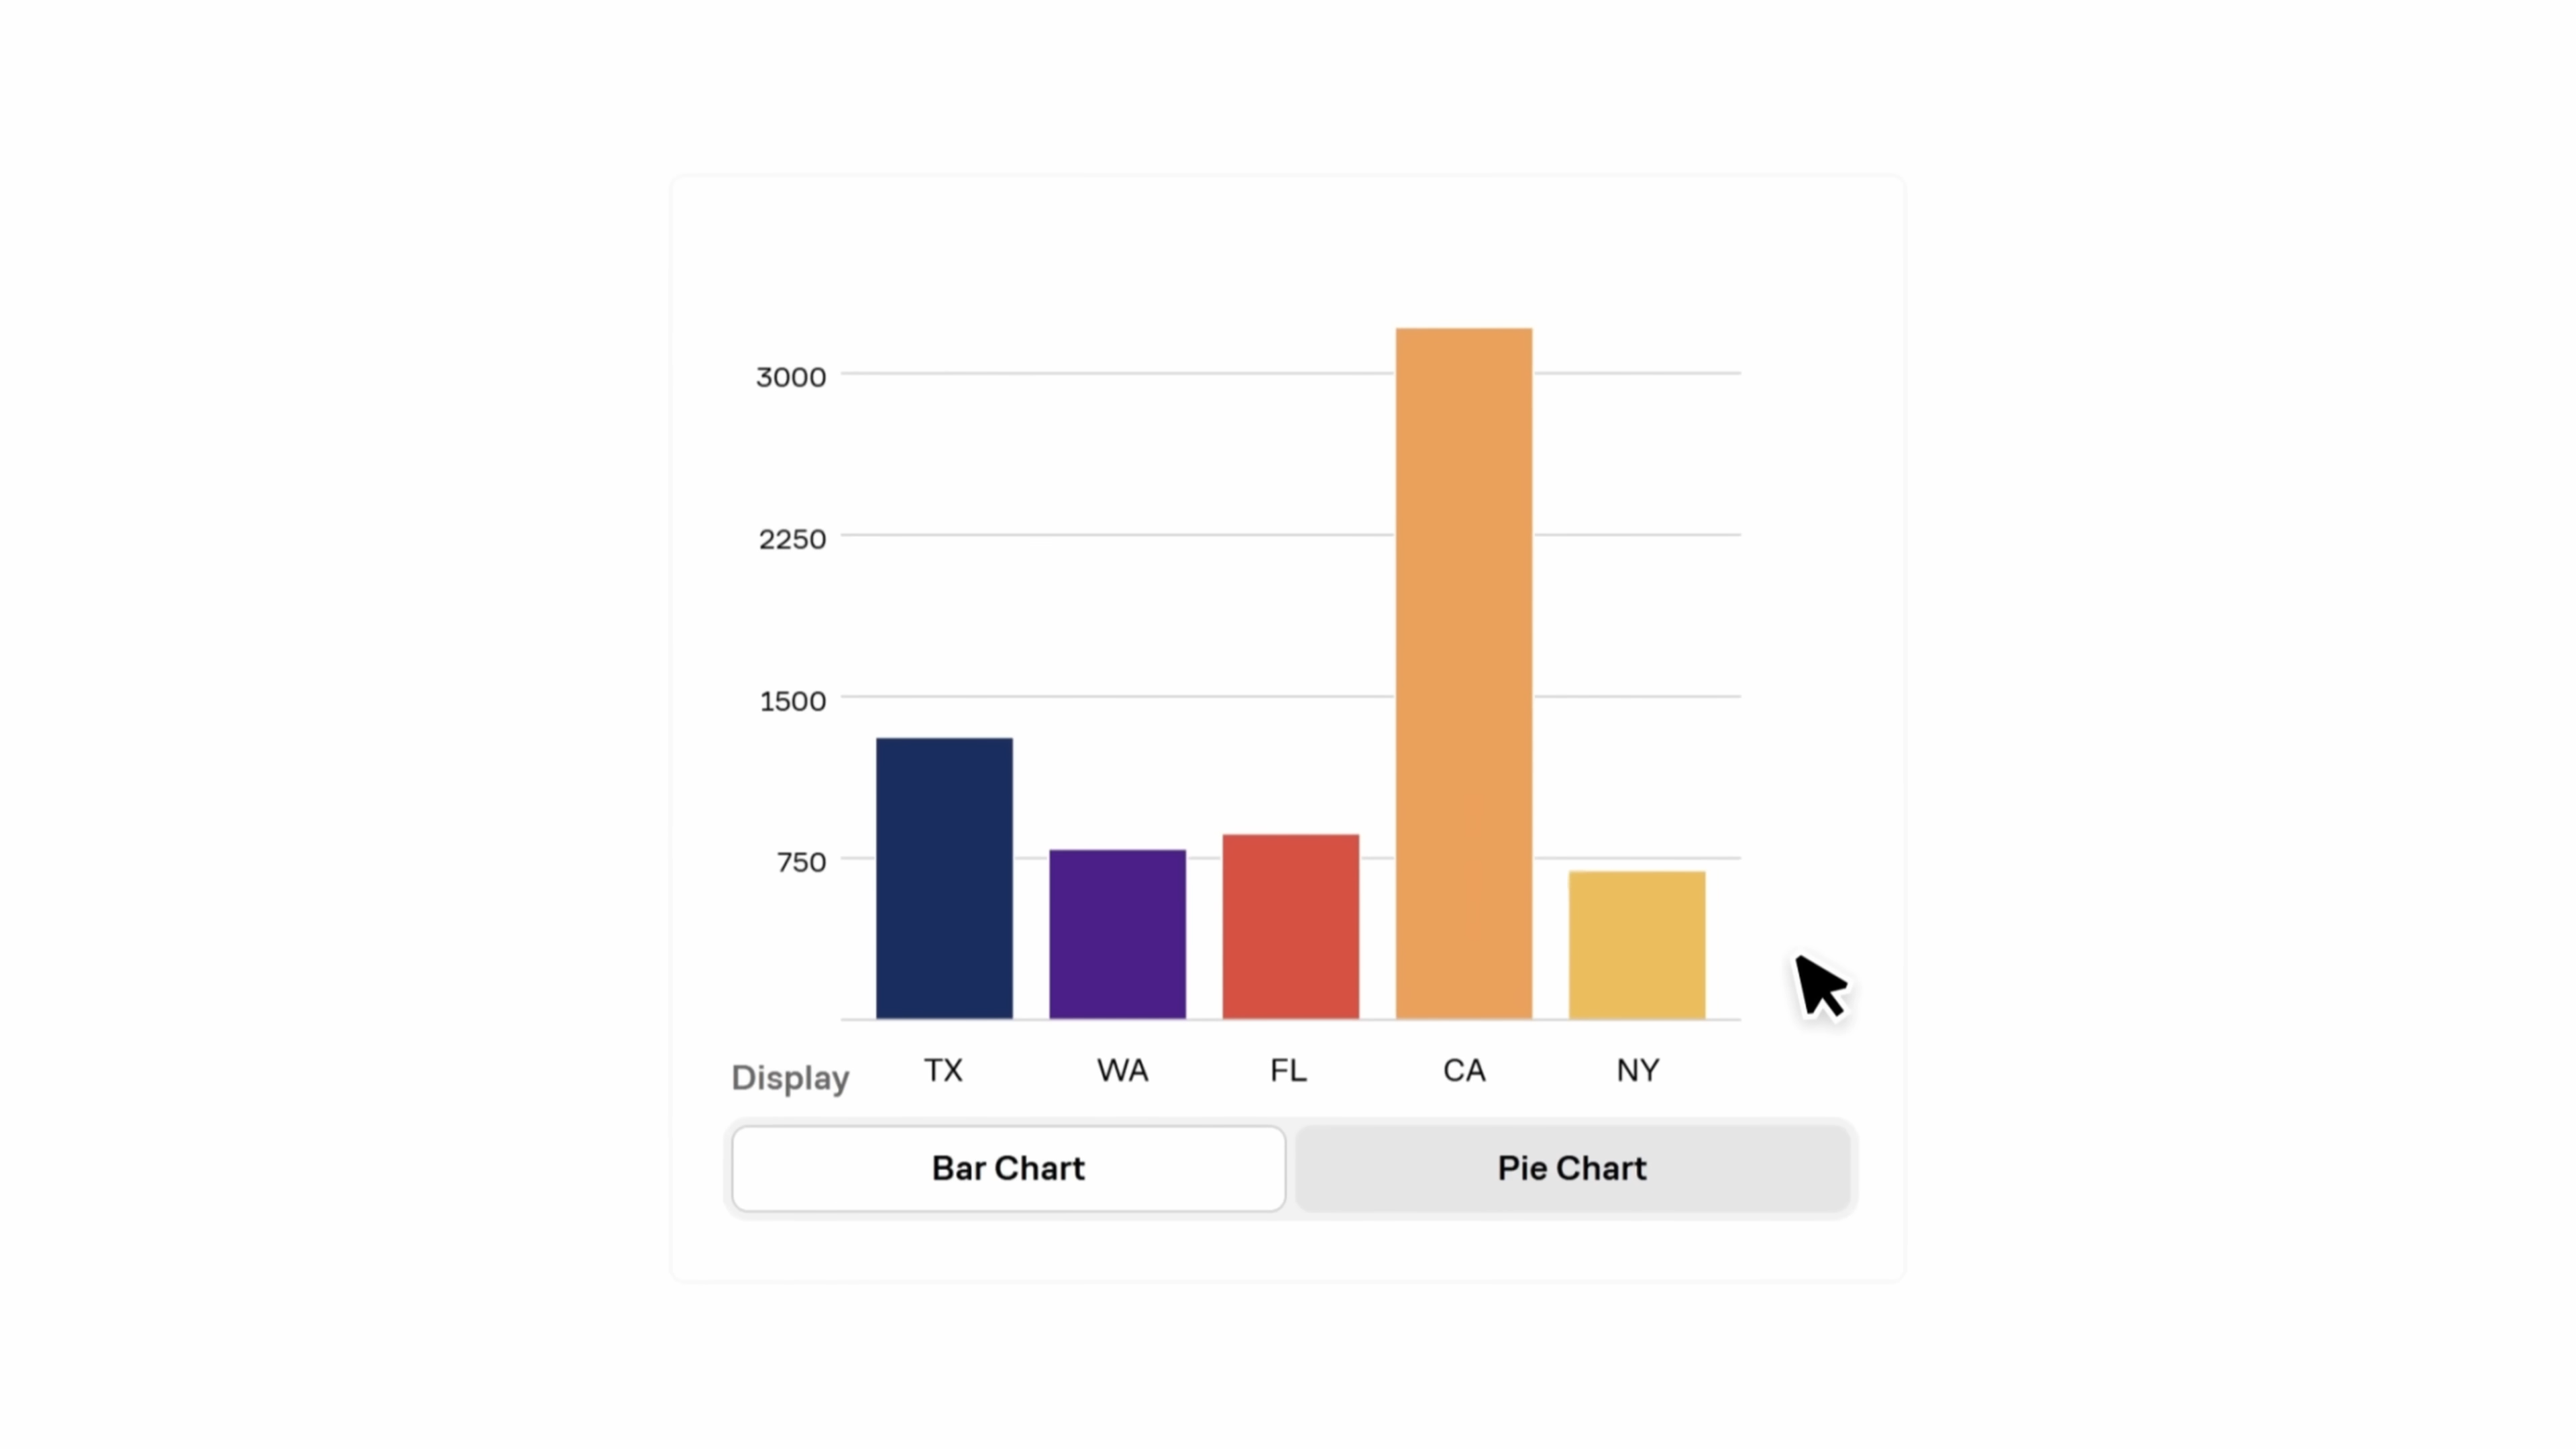 3000
2250
1500
750
TX WA FL CA NY
Display
Bar Chart Pie Chart